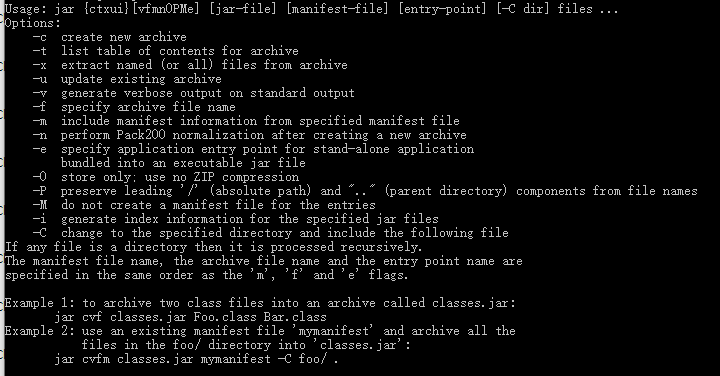 Usage: jar {ctxui}[vfmn0PMe] [jar-file] [manifest-file] [entry-point] [-C dir] files ...
Options:
    -c  create new archive
    -t  list table of contents for archive
    -x  extract named (or all) files from archive
    -u  update existing archive
    -v  generate verbose output on standard output
    -f  specify archive file name
    -m  include manifest information from specified manifest file
    -n  perform Pack200 normalization after creating a new archive
    -e  specify application entry point for stand-alone application
        bundled into an executable jar file
    -0  store only; use no ZIP compression
    -P  preserve leading '/' (absolute path) and ".." (parent directory) components from file names
    -M  do not create a manifest file for the entries
    -i  generate index information for the specified jar files
    -C  change to the specified directory and include the following file
If any file is a directory then it is processed recursively.
The manifest file name, the archive file name and the entry point name are
specified in the same order as the 'm', 'f' and 'e' flags.

Example 1: to archive two class files into an archive called classes.jar:
       jar cvf classes.jar Foo.class Bar.class
Example 2: use an existing manifest file 'mymanifest' and archive all the
           files in the foo/ directory into 'classes.jar':
       jar cvfm classes.jar mymanifest -C foo/ .